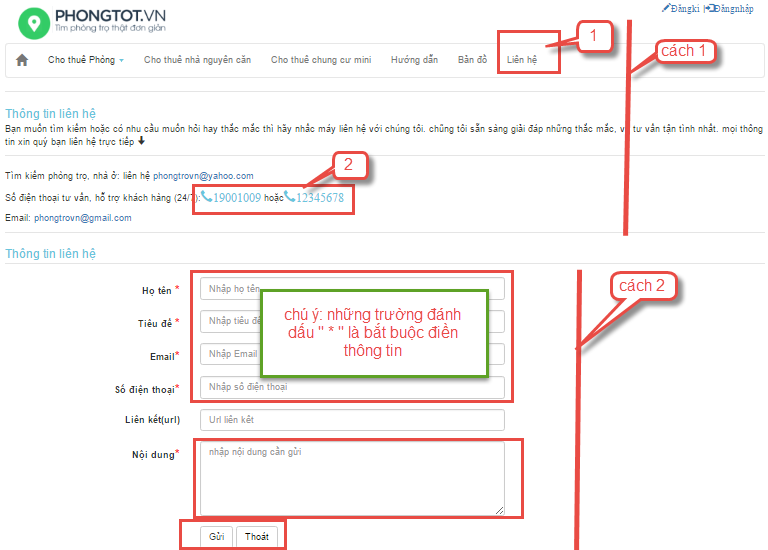 PHONGTOT.VN
Tìm phòng trọ thật đơn giản
Đăngkí | Đăngnhập
1
cách 1
Cho thuê Phòng
Cho thuê nhà nguyên căn
Cho thuê chung cư mini
Hướng dẫn
Bản đồ
Liên hệ
Thông tin liên hệ
Bạn muốn tìm kiếm hoặc có nhu cầu muốn hỏi hay thắc mắc thì hãy nhấc máy liên hệ với chúng tôi. chũng tôi sẵn sàng giải đáp những thắc mắc, và tư vấn tận tình nhất. mọi thông
tin xin quý bạn liên hệ trực tiếp
2
Tìm kiếm phòng trọ, nhà ở: liên hệ phongtrovn@yahoo.com
Số điện thoại tư vấn, hỗ trợ khách hàng (24/7): 19001009 hoặc 12345678
Email: phongtrovn@gmail.com
Thông tin liên hệ
cách 2
Họ tên * Nhập họ tên
Tiêu đề * Nhập tiêu đề
Email* Nhập Email
Số điện thoại* Nhập số điện thoại
chú ý: những trường đánh
dấu " * " là bắt buộc điền
thông tin
Liên kết(url) Url liên kết
Nội dung* nhập nội dung cần gửi
Gửi Thoát